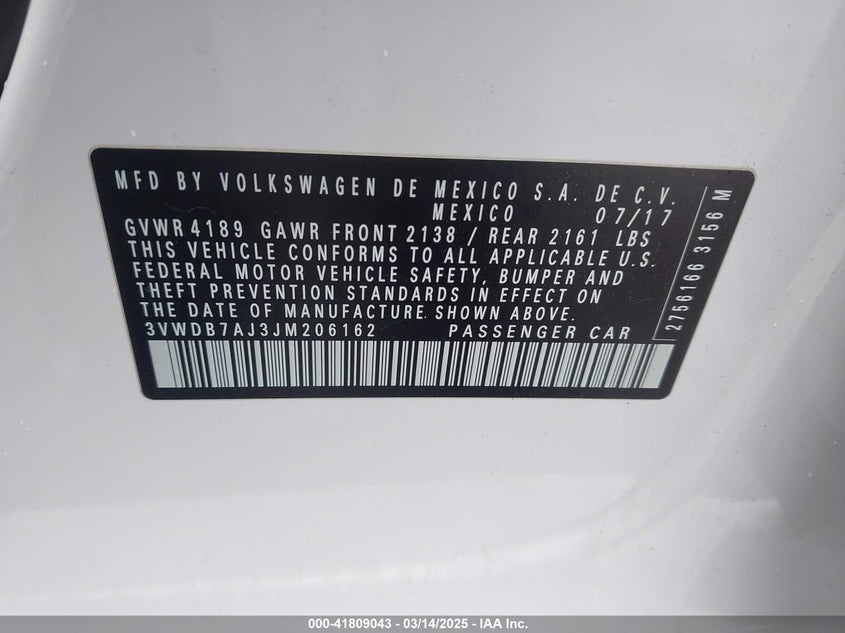 MFD BY VOLKSWAGEN DE MEXICO S.A. DE C.V.
MEXICO 07/17
GVWR 4189 GAWR FRONT 2138 / REAR 2161 LBS
THIS VEHICLE CONFORMS TO ALL APPLICABLE U.S.
FEDERAL MOTOR VEHICLE SAFETY, BUMPER AND
THEFT PREVENTION STANDARDS IN EFFECT ON
THE DATE OF MANUFACTURE SHOWN ABOVE.
3VWDB7AJ3JM206162 PASSENGER CAR
2756166 3156 M
000-41809043 - 03/14/2025 - IAA Inc.